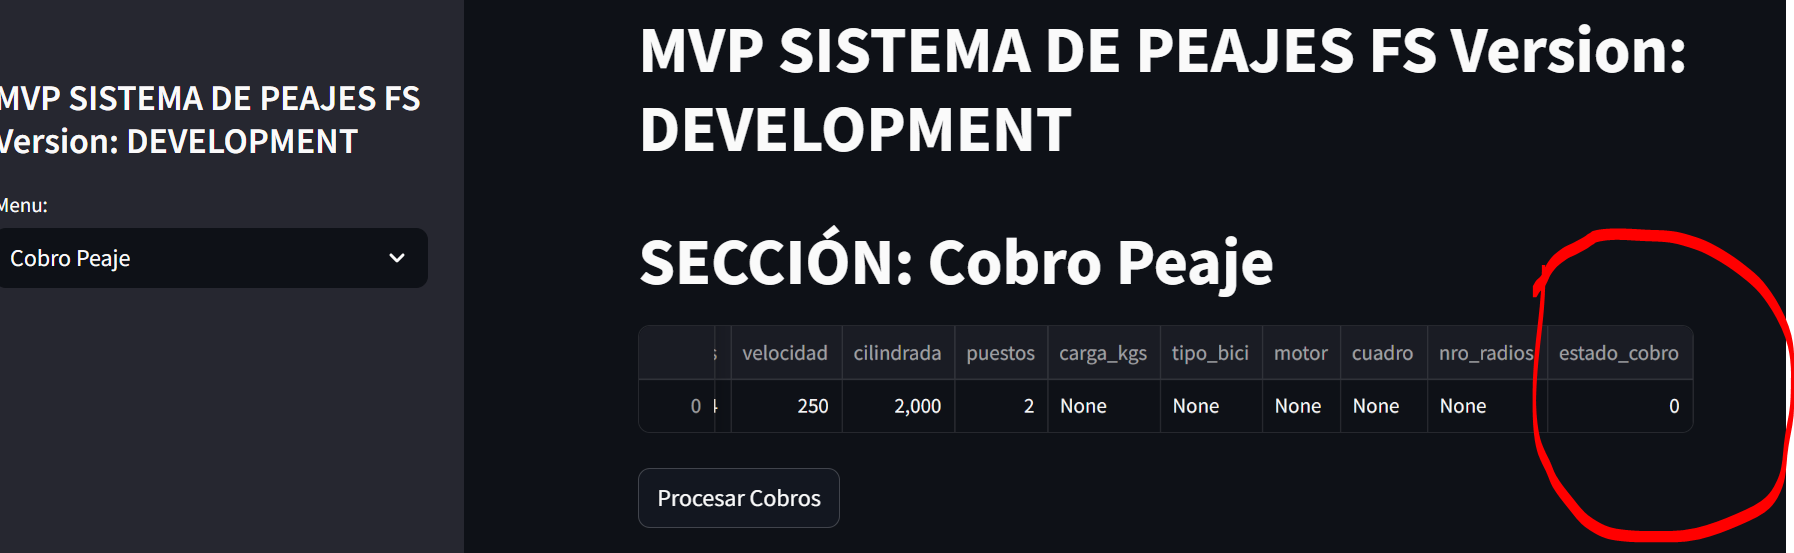 MVP SISTEMA DE PEAJES FS
Version: DEVELOPMENT
Menu:
Cobro Peaje
MVP SISTEMA DE PEAJES FS Version:
DEVELOPMENT
SECCIÓN: Cobro Peaje
velocidad cilindrada puestos carga_kgs tipo_bici motor cuadro nro_radios estado_cobro
0 250 2,000 2 None None None None None 0
Procesar Cobros